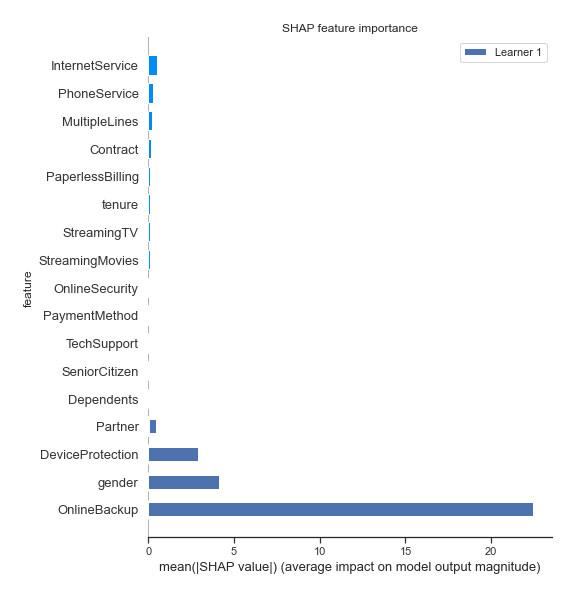 SHAP feature importance
Learner 1
InternetService
PhoneService
MultipleLines
Contract
PaperlessBilling
tenure
StreamingTV
StreamingMovies
OnlineSecurity
PaymentMethod
TechSupport
SeniorCitizen
Dependents
Partner
DeviceProtection
gender
OnlineBackup
feature
0 5 10 15 20
mean(|SHAP value|) (average impact on model output magnitude)